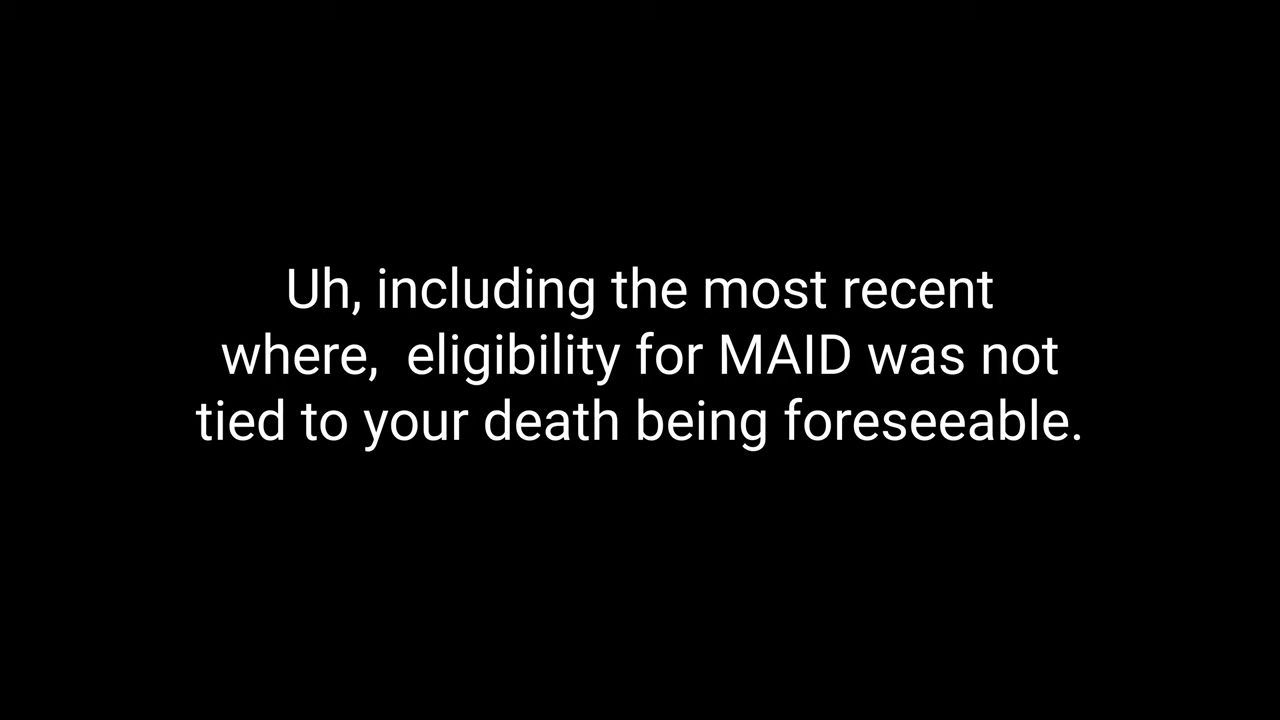 Uh, including the most recent
where,  eligibility for MAID was not
tied to your death being foreseeable.